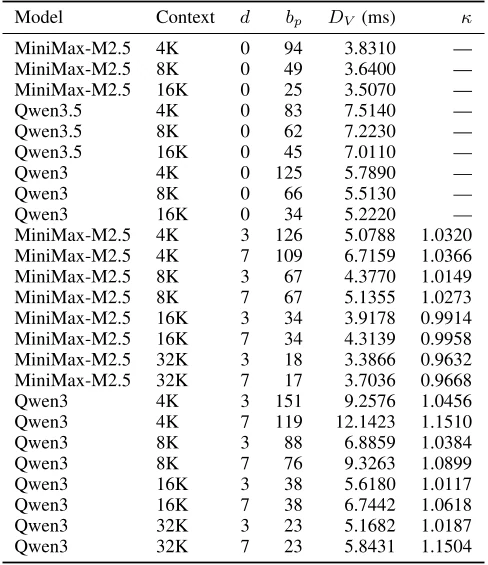 Model Context d b_p D_V (ms) κ
MiniMax-M2.5 4K 0 94 3.8310 —
MiniMax-M2.5 8K 0 49 3.6400 —
MiniMax-M2.5 16K 0 25 3.5070 —
Qwen3.5 4K 0 83 7.5140 —
Qwen3.5 8K 0 62 7.2230 —
Qwen3.5 16K 0 45 7.0110 —
Qwen3 4K 0 125 5.7890 —
Qwen3 8K 0 66 5.5130 —
Qwen3 16K 0 34 5.2220 —
MiniMax-M2.5 4K 3 126 5.0788 1.0320
MiniMax-M2.5 4K 7 109 6.7159 1.0366
MiniMax-M2.5 8K 3 67 4.3770 1.0149
MiniMax-M2.5 8K 7 67 5.1355 1.0273
MiniMax-M2.5 16K 3 34 3.9178 0.9914
MiniMax-M2.5 16K 7 34 4.3139 0.9958
MiniMax-M2.5 32K 3 18 3.3866 0.9632
MiniMax-M2.5 32K 7 17 3.7036 0.9668
Qwen3 4K 3 151 9.2576 1.0456
Qwen3 4K 7 119 12.1423 1.1510
Qwen3 8K 3 88 6.8859 1.0384
Qwen3 8K 7 76 9.3263 1.0899
Qwen3 16K 3 38 5.6180 1.0117
Qwen3 16K 7 38 6.7442 1.0618
Qwen3 32K 3 23 5.1682 1.0187
Qwen3 32K 7 23 5.8431 1.1504